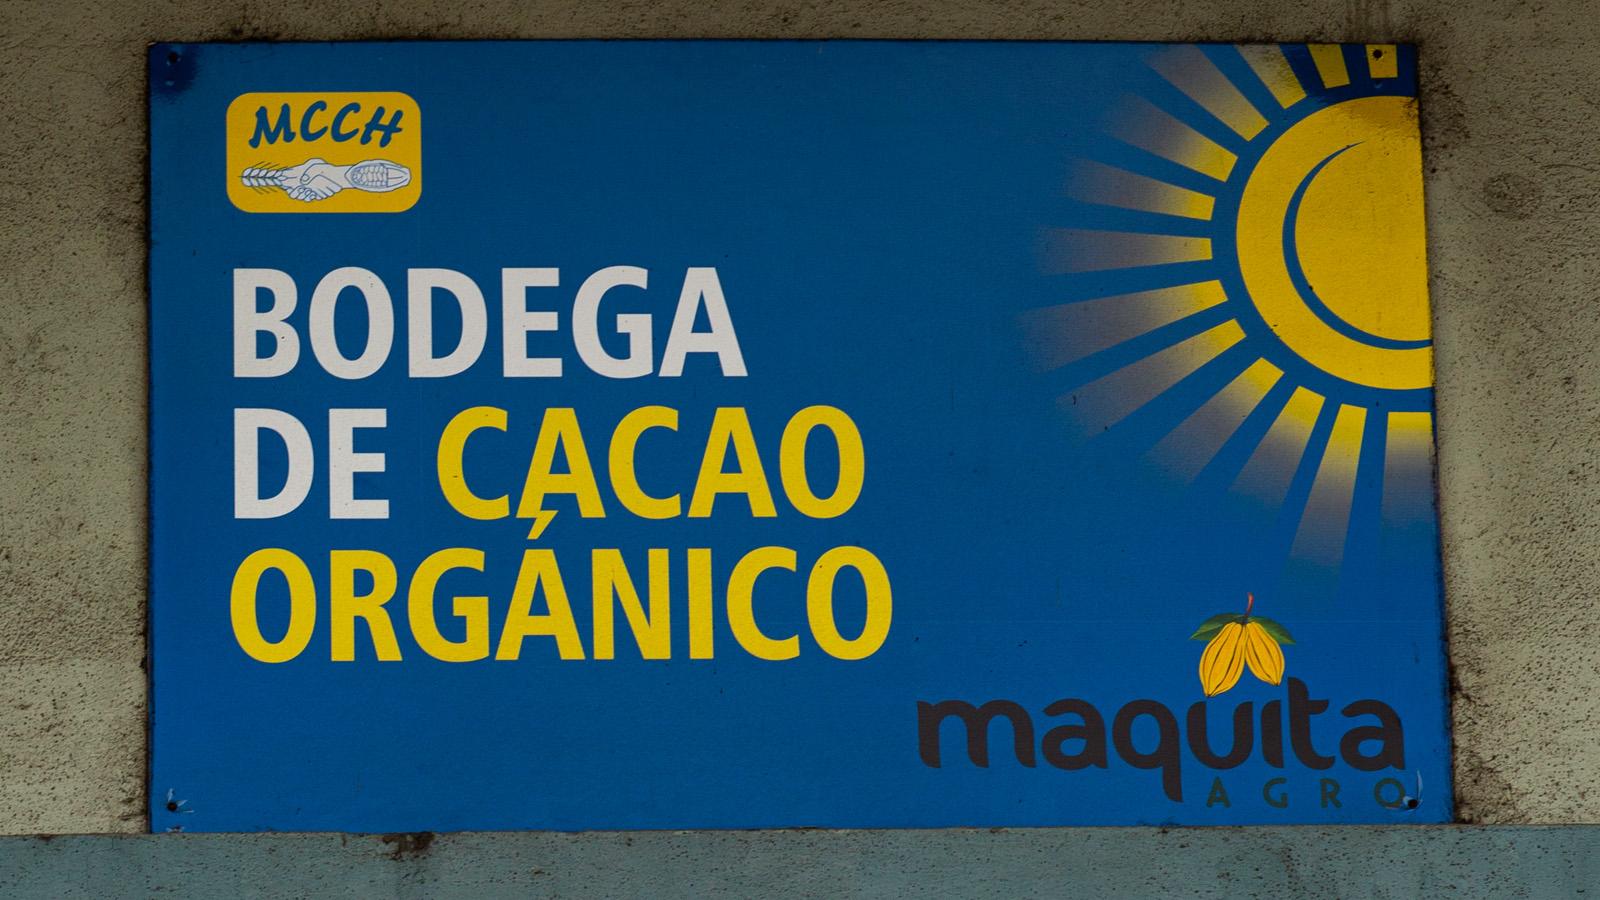 MCCH
BODEGA
DE CACAO
ORGÁNICO
maquita
AGRO